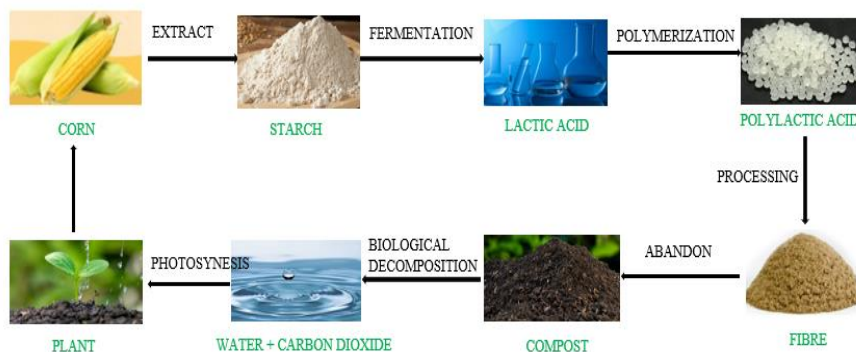 EXTRACT
FERMENTATION
POLYMERIZATION
CORN
STARCH
LACTIC ACID
POLYLACTIC ACID
PROCESSING
ABANDON
BIOLOGICAL
DECOMPOSITION
PHOTOSYNESIS
PLANT
WATER + CARBON DIOXIDE
COMPOST
FIBRE